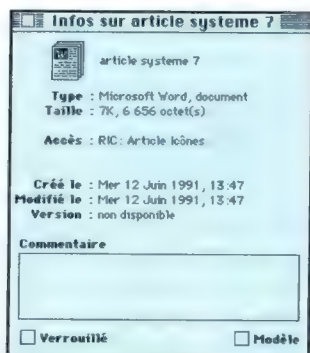 Infos sur article systeme 7
article systeme 7
Type : Microsoft Word, document
Taille : 7K, 6 656 octet(s)
Accès : RIC : Article Icônes
Créé le : Mer 12 Juin 1991, 13:47
Modifié le : Mer 12 Juin 1991, 13:47
Version : non disponible
Commentaire
Verrouillé
Modèle